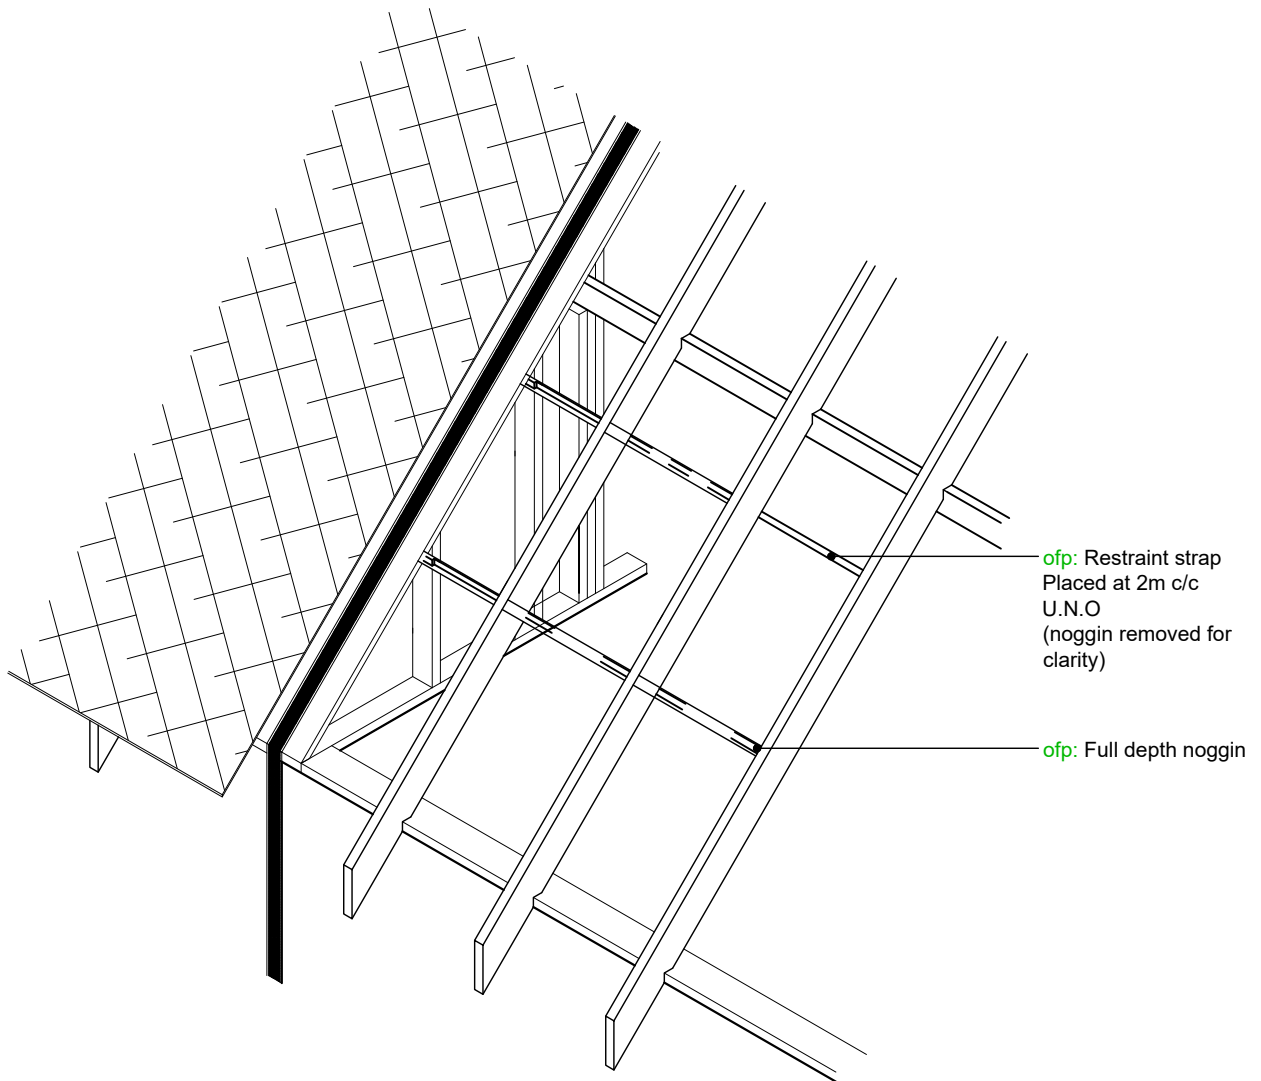 ofp: Restraint strap
Placed at 2m c/c
U.N.O
(noggin removed for
clarity)
ofp: Full depth noggin